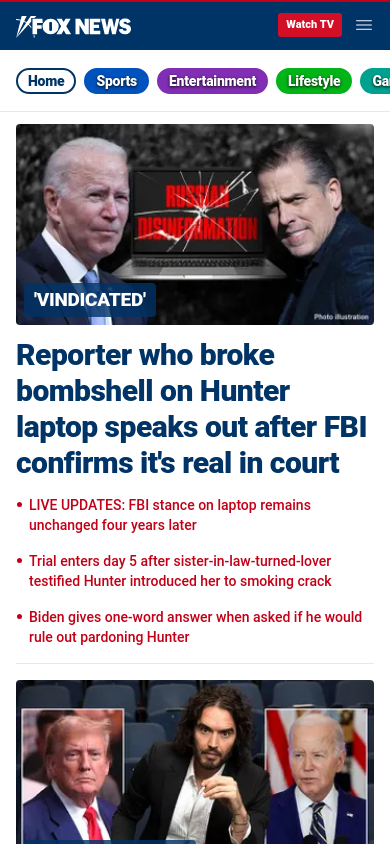 FOX NEWS
Watch TV
Home
Sports
Entertainment
Lifestyle
Ga
RUSSIAN
DISINFORMATION
'VINDICATED'
Photo illustration
Reporter who broke
bombshell on Hunter
laptop speaks out after FBI
confirms it's real in court
• LIVE UPDATES: FBI stance on laptop remains
unchanged four years later
• Trial enters day 5 after sister-in-law-turned-lover
testified Hunter introduced her to smoking crack
• Biden gives one-word answer when asked if he would
rule out pardoning Hunter